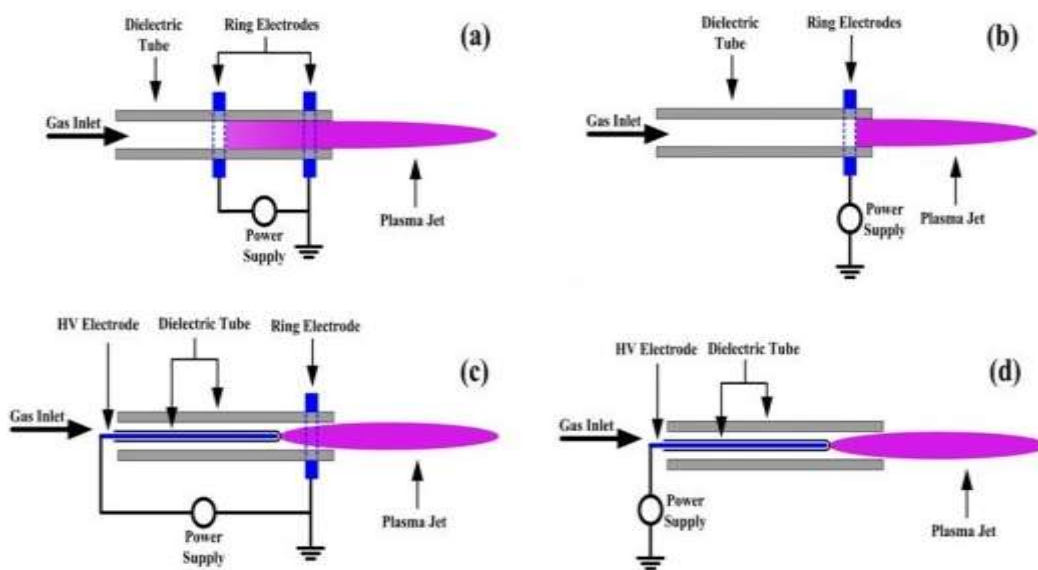 Dielectric
Tube
Ring Electrodes
(a)
Gas Inlet
Power
Supply
Plasma Jet
Dielectric
Tube
Ring Electrodes
(b)
Gas Inlet
Power
Supply
Plasma Jet
HV Electrode
Dielectric Tube
Ring Electrode
(c)
Gas Inlet
Power
Supply
Plasma Jet
HV Electrode
Dielectric Tube
(d)
Gas Inlet
Power
Supply
Plasma Jet